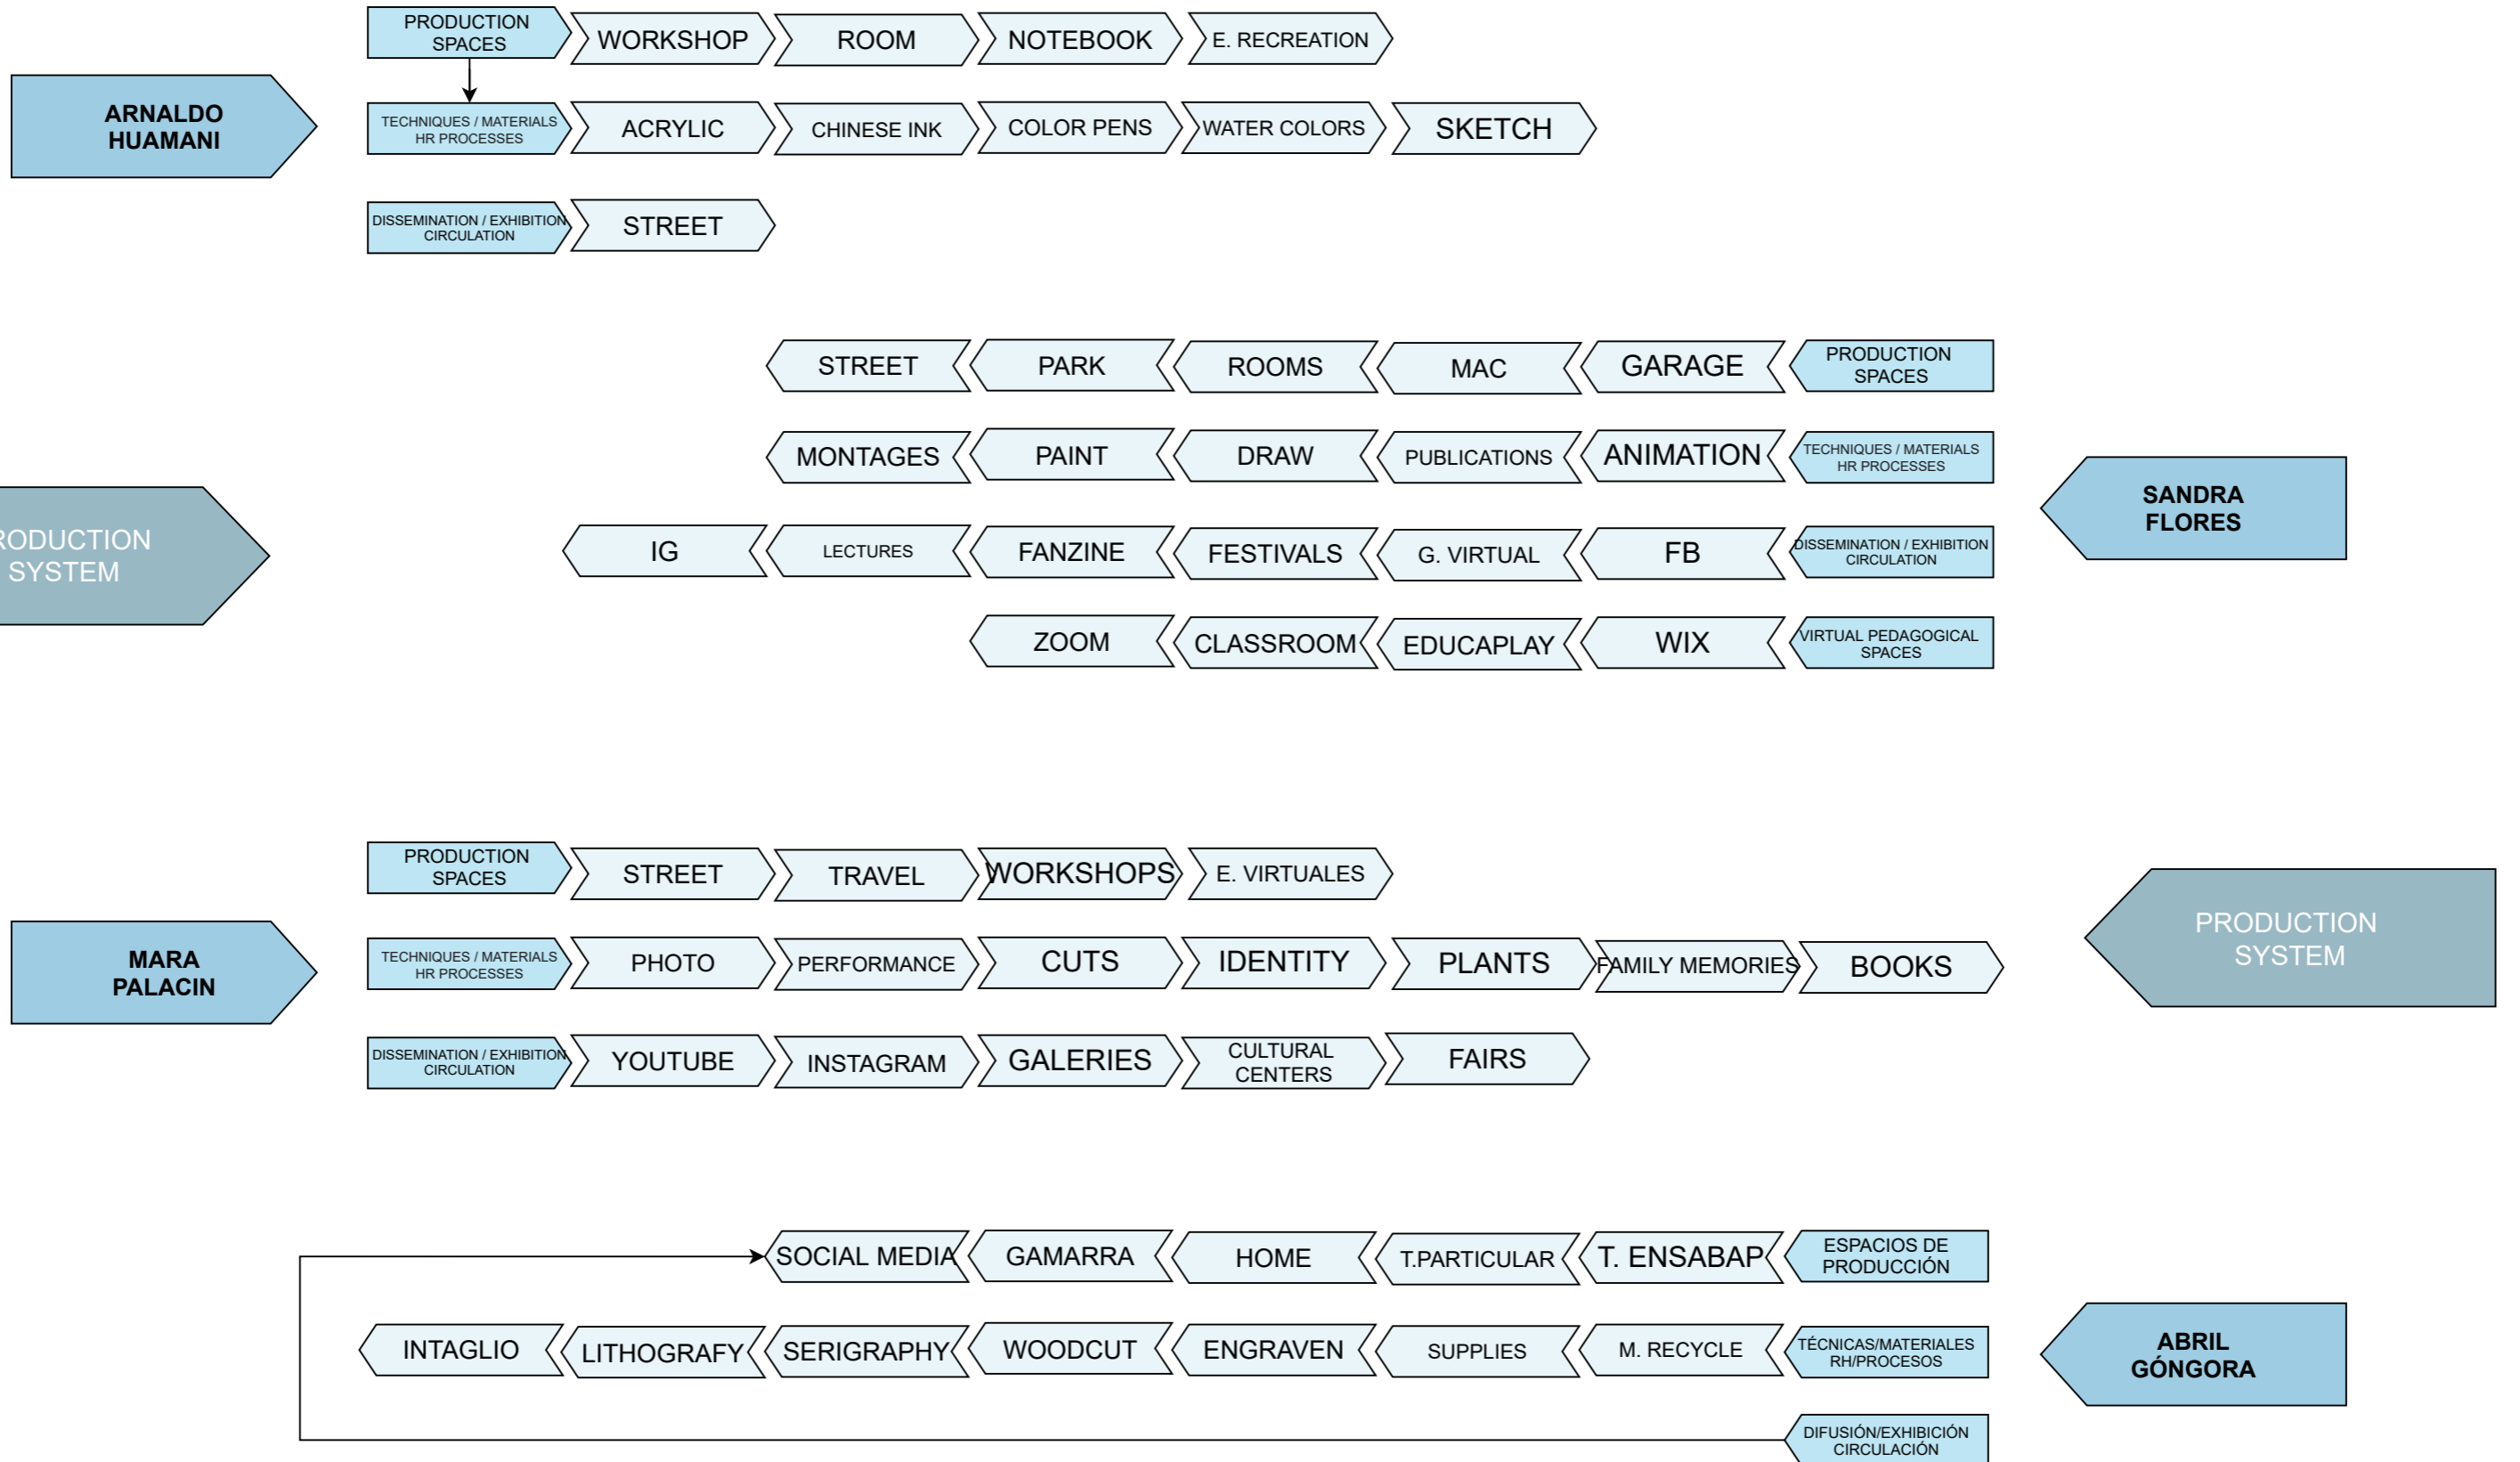 PRODUCTION
SPACES
WORKSHOP
ROOM
NOTEBOOK
E. RECREATION
ARNALDO
HUAMANI
TECHNIQUES / MATERIALS
HR PROCESSES
ACRYLIC
CHINESE INK
COLOR PENS
WATER COLORS
SKETCH
DISSEMINATION / EXHIBITION
CIRCULATION
STREET
STREET
PARK
ROOMS
MAC
GARAGE
PRODUCTION
SPACES
MONTAGES
PAINT
DRAW
PUBLICATIONS
ANIMATION
TECHNIQUES / MATERIALS
HR PROCESSES
SANDRA
FLORES
RODUCTION
SYSTEM
IG
LECTURES
FANZINE
FESTIVALS
G. VIRTUAL
FB
DISSEMINATION / EXHIBITION
CIRCULATION
ZOOM
CLASSROOM
EDUCAPLAY
WIX
VIRTUAL PEDAGOGICAL
SPACES
PRODUCTION
SPACES
STREET
TRAVEL
WORKSHOPS
E. VIRTUALES
MARA
PALACIN
TECHNIQUES / MATERIALS
HR PROCESSES
PHOTO
PERFORMANCE
CUTS
IDENTITY
PLANTS
FAMILY MEMORIES
BOOKS
PRODUCTION
SYSTEM
DISSEMINATION / EXHIBITION
CIRCULATION
YOUTUBE
INSTAGRAM
GALERIES
CULTURAL
CENTERS
FAIRS
SOCIAL MEDIA
GAMARRA
HOME
T.PARTICULAR
T. ENSABAP
ESPACIOS DE
PRODUCCIÓN
INTAGLIO
LITHOGRAFY
SERIGRAPHY
WOODCUT
ENGRAVEN
SUPPLIES
M. RECYCLE
TÉCNICAS/MATERIALES
RH/PROCESOS
ABRIL
GÓNGORA
DIFUSIÓN/EXHIBICIÓN
CIRCULACIÓN